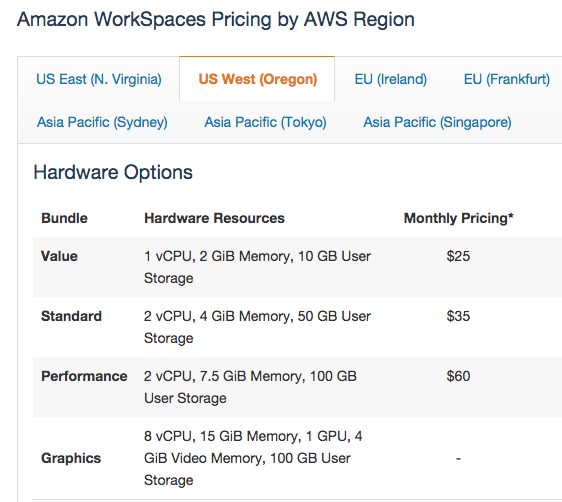 Amazon WorkSpaces Pricing by AWS Region
US East (N. Virginia) US West (Oregon) EU (Ireland) EU (Frankfurt)
Asia Pacific (Sydney) Asia Pacific (Tokyo) Asia Pacific (Singapore)
Hardware Options
Bundle Hardware Resources Monthly Pricing*
Value 1 vCPU, 2 GiB Memory, 10 GB User $25
Storage
Standard 2 vCPU, 4 GiB Memory, 50 GB User $35
Storage
Performance 2 vCPU, 7.5 GiB Memory, 100 GB $60
User Storage
8 vCPU, 15 GiB Memory, 1 GPU, 4
Graphics GiB Video Memory, 100 GB User -
Storage